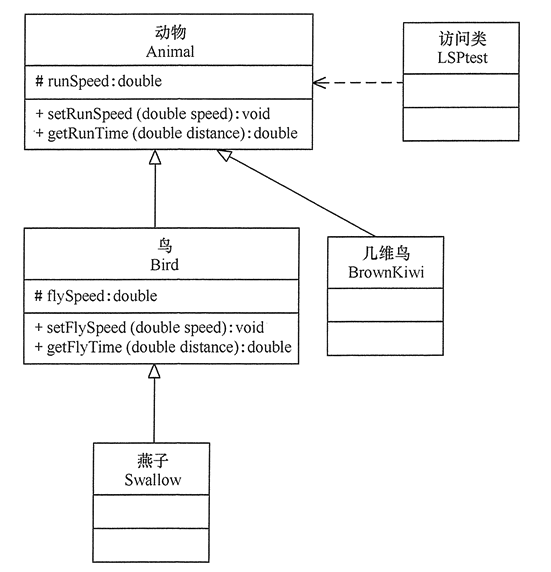 动物
Animal
# runSpeed:double
+ setRunSpeed (double speed):void
+ getRunTime (double distance):double
访问类
LSPtest
鸟
Bird
# flySpeed:double
+ setFlySpeed (double speed):void
+ getFlyTime (double distance):double
几维鸟
BrownKiwi
燕子
Swallow